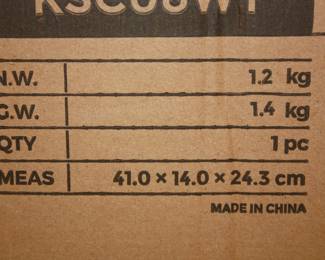 N.W. 1.2 kg
G.W. 1.4 kg
QTY 1 pc
MEAS 41.0 × 14.0 × 24.3 cm
MADE IN CHINA